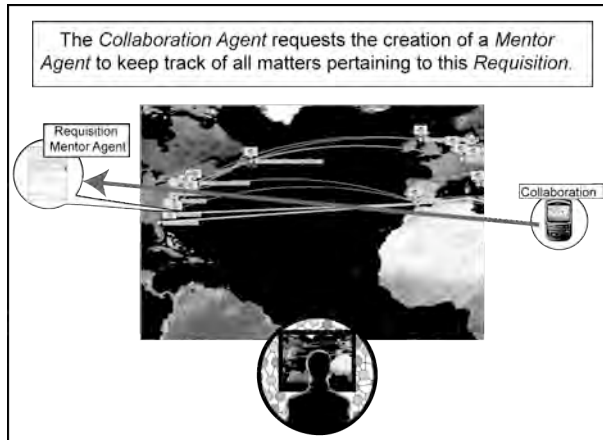 The Collaboration Agent requests the creation of a Mentor
Agent to keep track of all matters pertaining to this Requisition.
Requisition
Mentor Agent
Collaboration